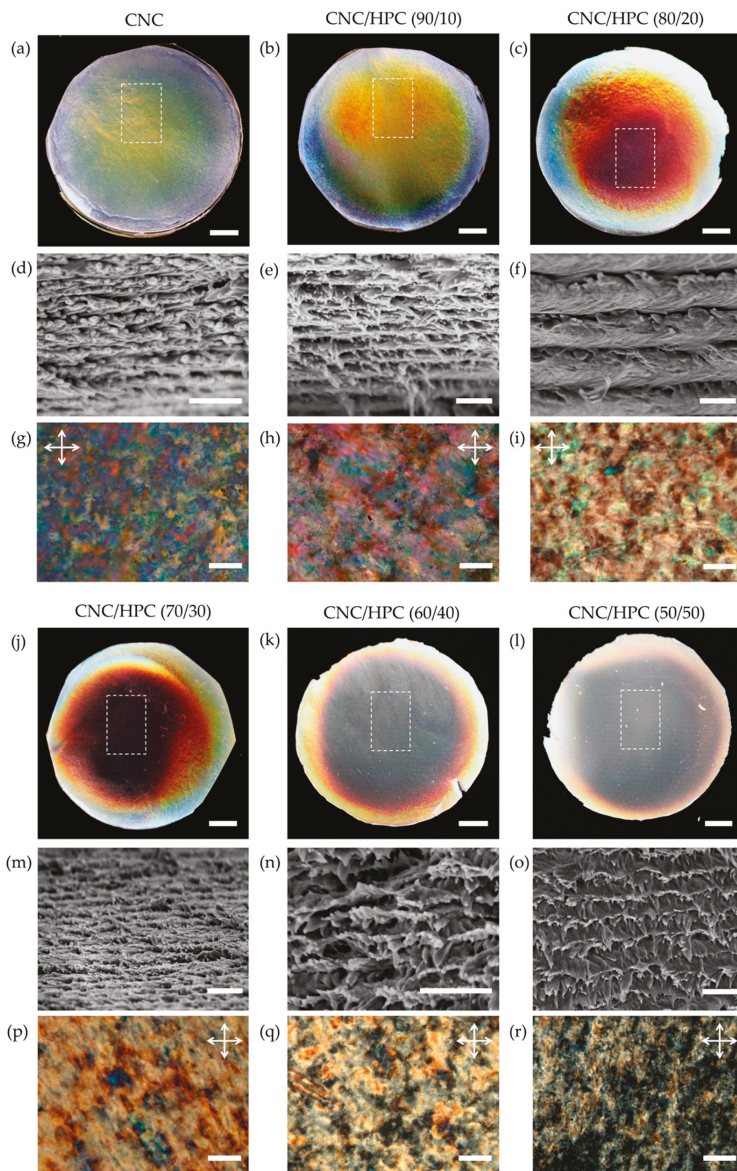 CNC CNC/HPC (90/10) CNC/HPC (80/20)
(a) (b) (c)
(d) (e) (f)
(g) (h) (i)
CNC/HPC (70/30) CNC/HPC (60/40) CNC/HPC (50/50)
(j) (k) (l)
(m) (n) (o)
(p) (q) (r)